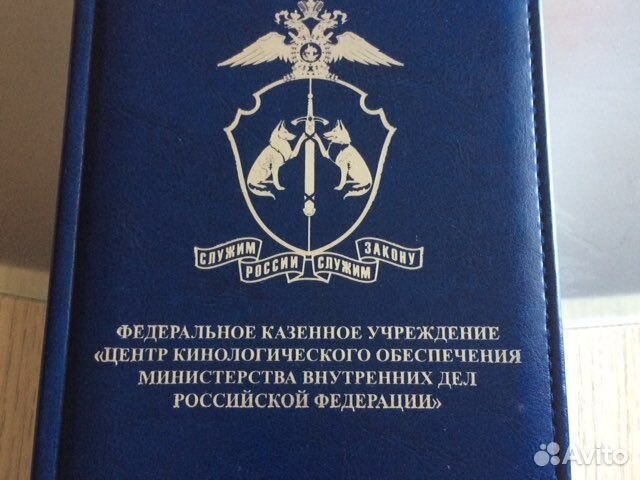 СЛУЖИМ РОССИИ СЛУЖИМ ЗАКОНУ
ФЕДЕРАЛЬНОЕ КАЗЕННОЕ УЧРЕЖДЕНИЕ
«ЦЕНТР КИНОЛОГИЧЕСКОГО ОБЕСПЕЧЕНИЯ
МИНИСТЕРСТВА ВНУТРЕННИХ ДЕЛ
РОССИЙСКОЙ ФЕДЕРАЦИИ»
Avito